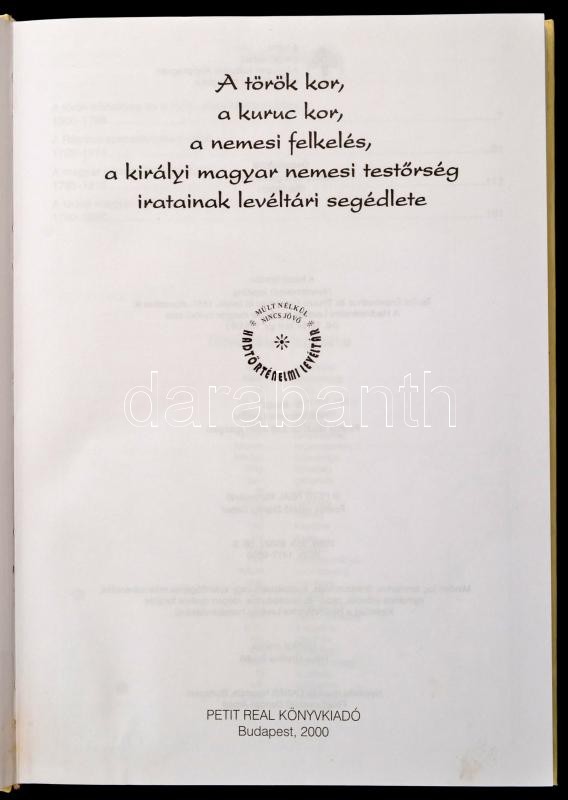 A török kor,
a kuruc kor,
a nemesi felkelés,
a királyi magyar nemesi testőrség
iratainak levéltári segédlete
MÚLT NÉLKÜL
NINCS JÖVŐ
HADTÖRTÉNELMI LEVÉLTÁR
darabanth
PETIT REAL KÖNYVKIADÓ
Budapest, 2000